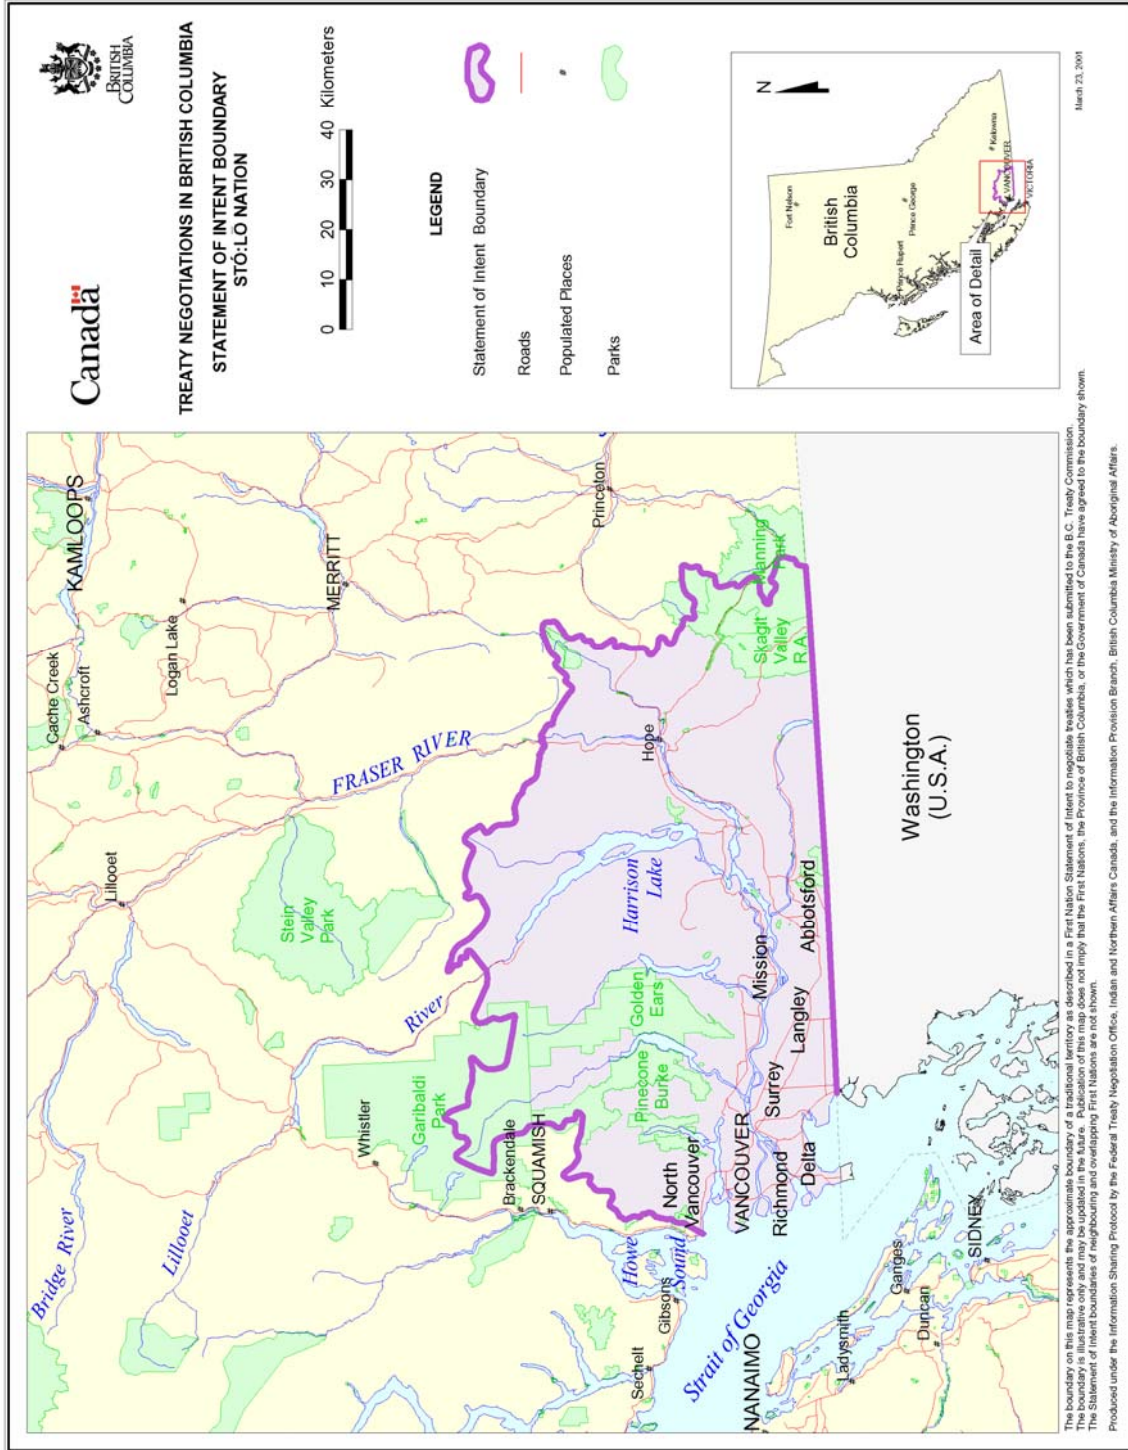 Canada
BRITISH
COLUMBIA
TREATY NEGOTIATIONS IN BRITISH COLUMBIA
STATEMENT OF INTENT BOUNDARY
STÓ:LŌ NATION
0 10 20 30 40 Kilometers
LEGEND
Statement of Intent Boundary
Roads
Populated Places
Parks
N
Fort Nelson
British
Columbia
Prince Rupert
Prince George
Kelowna
VANCOUVER
VICTORIA
Area of Detail
March 23, 2001
Bridge River
Lillooet
River
Lillooet
Cache Creek
Ashcroft
KAMLOOPS
Logan Lake
MERRITT
Princeton
FRASER RIVER
Stein
Valley
Park
Whistler
Garibaldi
Park
Brackendale
SQUAMISH
Howe
Sound
Gibsons
Sechelt
Strait of Georgia
Pinecone
Burke
Golden
Ears
Harrison
Lake
Hope
Manning
Park
Skagit
Valley
R.A.
North
Vancouver
VANCOUVER
Richmond
Delta
Surrey
Langley
Mission
Abbotsford
Washington
(U.S.A.)
NANAIMO
Ladysmith
Ganges
Duncan
SIDNEY
The boundary on this map represents the approximate boundary of a traditional territory as described in a First Nation Statement of Intent to negotiate treaties which has been submitted to the B.C. Treaty Commission.
The boundary is illustrative only and may be updated in the future. Publication of this map does not imply that the First Nations, the Province of British Columbia, or the Government of Canada have agreed to the boundary shown.
The Statement of Intent boundaries of neighbouring and overlapping First Nations are not shown.
Produced under the Information Sharing Protocol by the Federal Treaty Negotiation Office, Indian and Northern Affairs Canada, and the Information Provision Branch, British Columbia Ministry of Aboriginal Affairs.